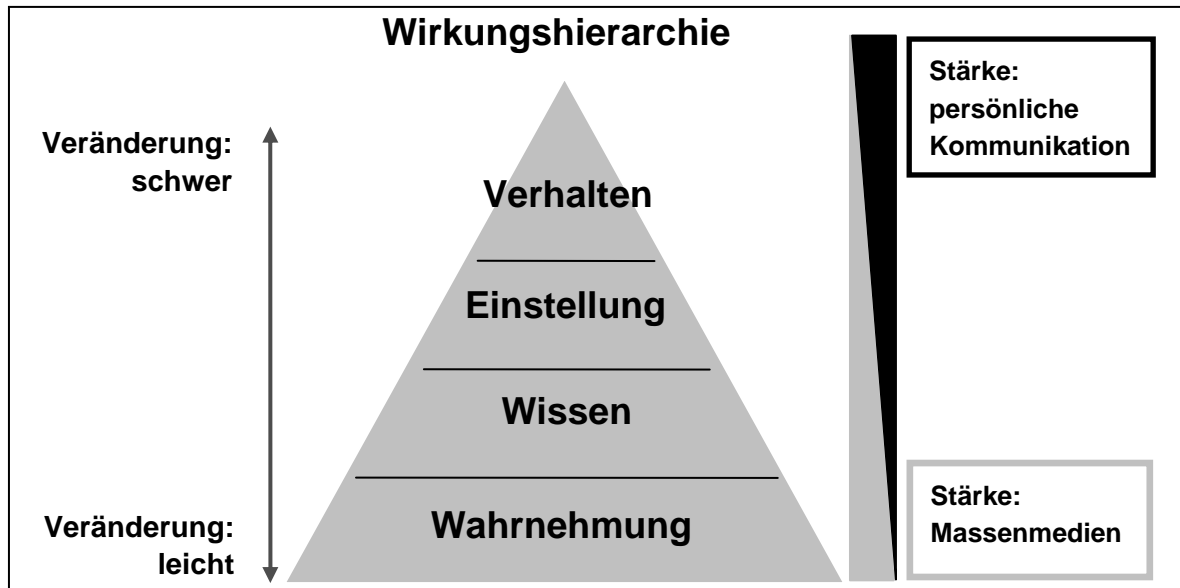 Wirkungshierarchie
Veränderung:
schwer
Verhalten
Einstellung
Wissen
Wahrnehmung
Veränderung:
leicht
Stärke:
persönliche
Kommunikation
Stärke:
Massenmedien